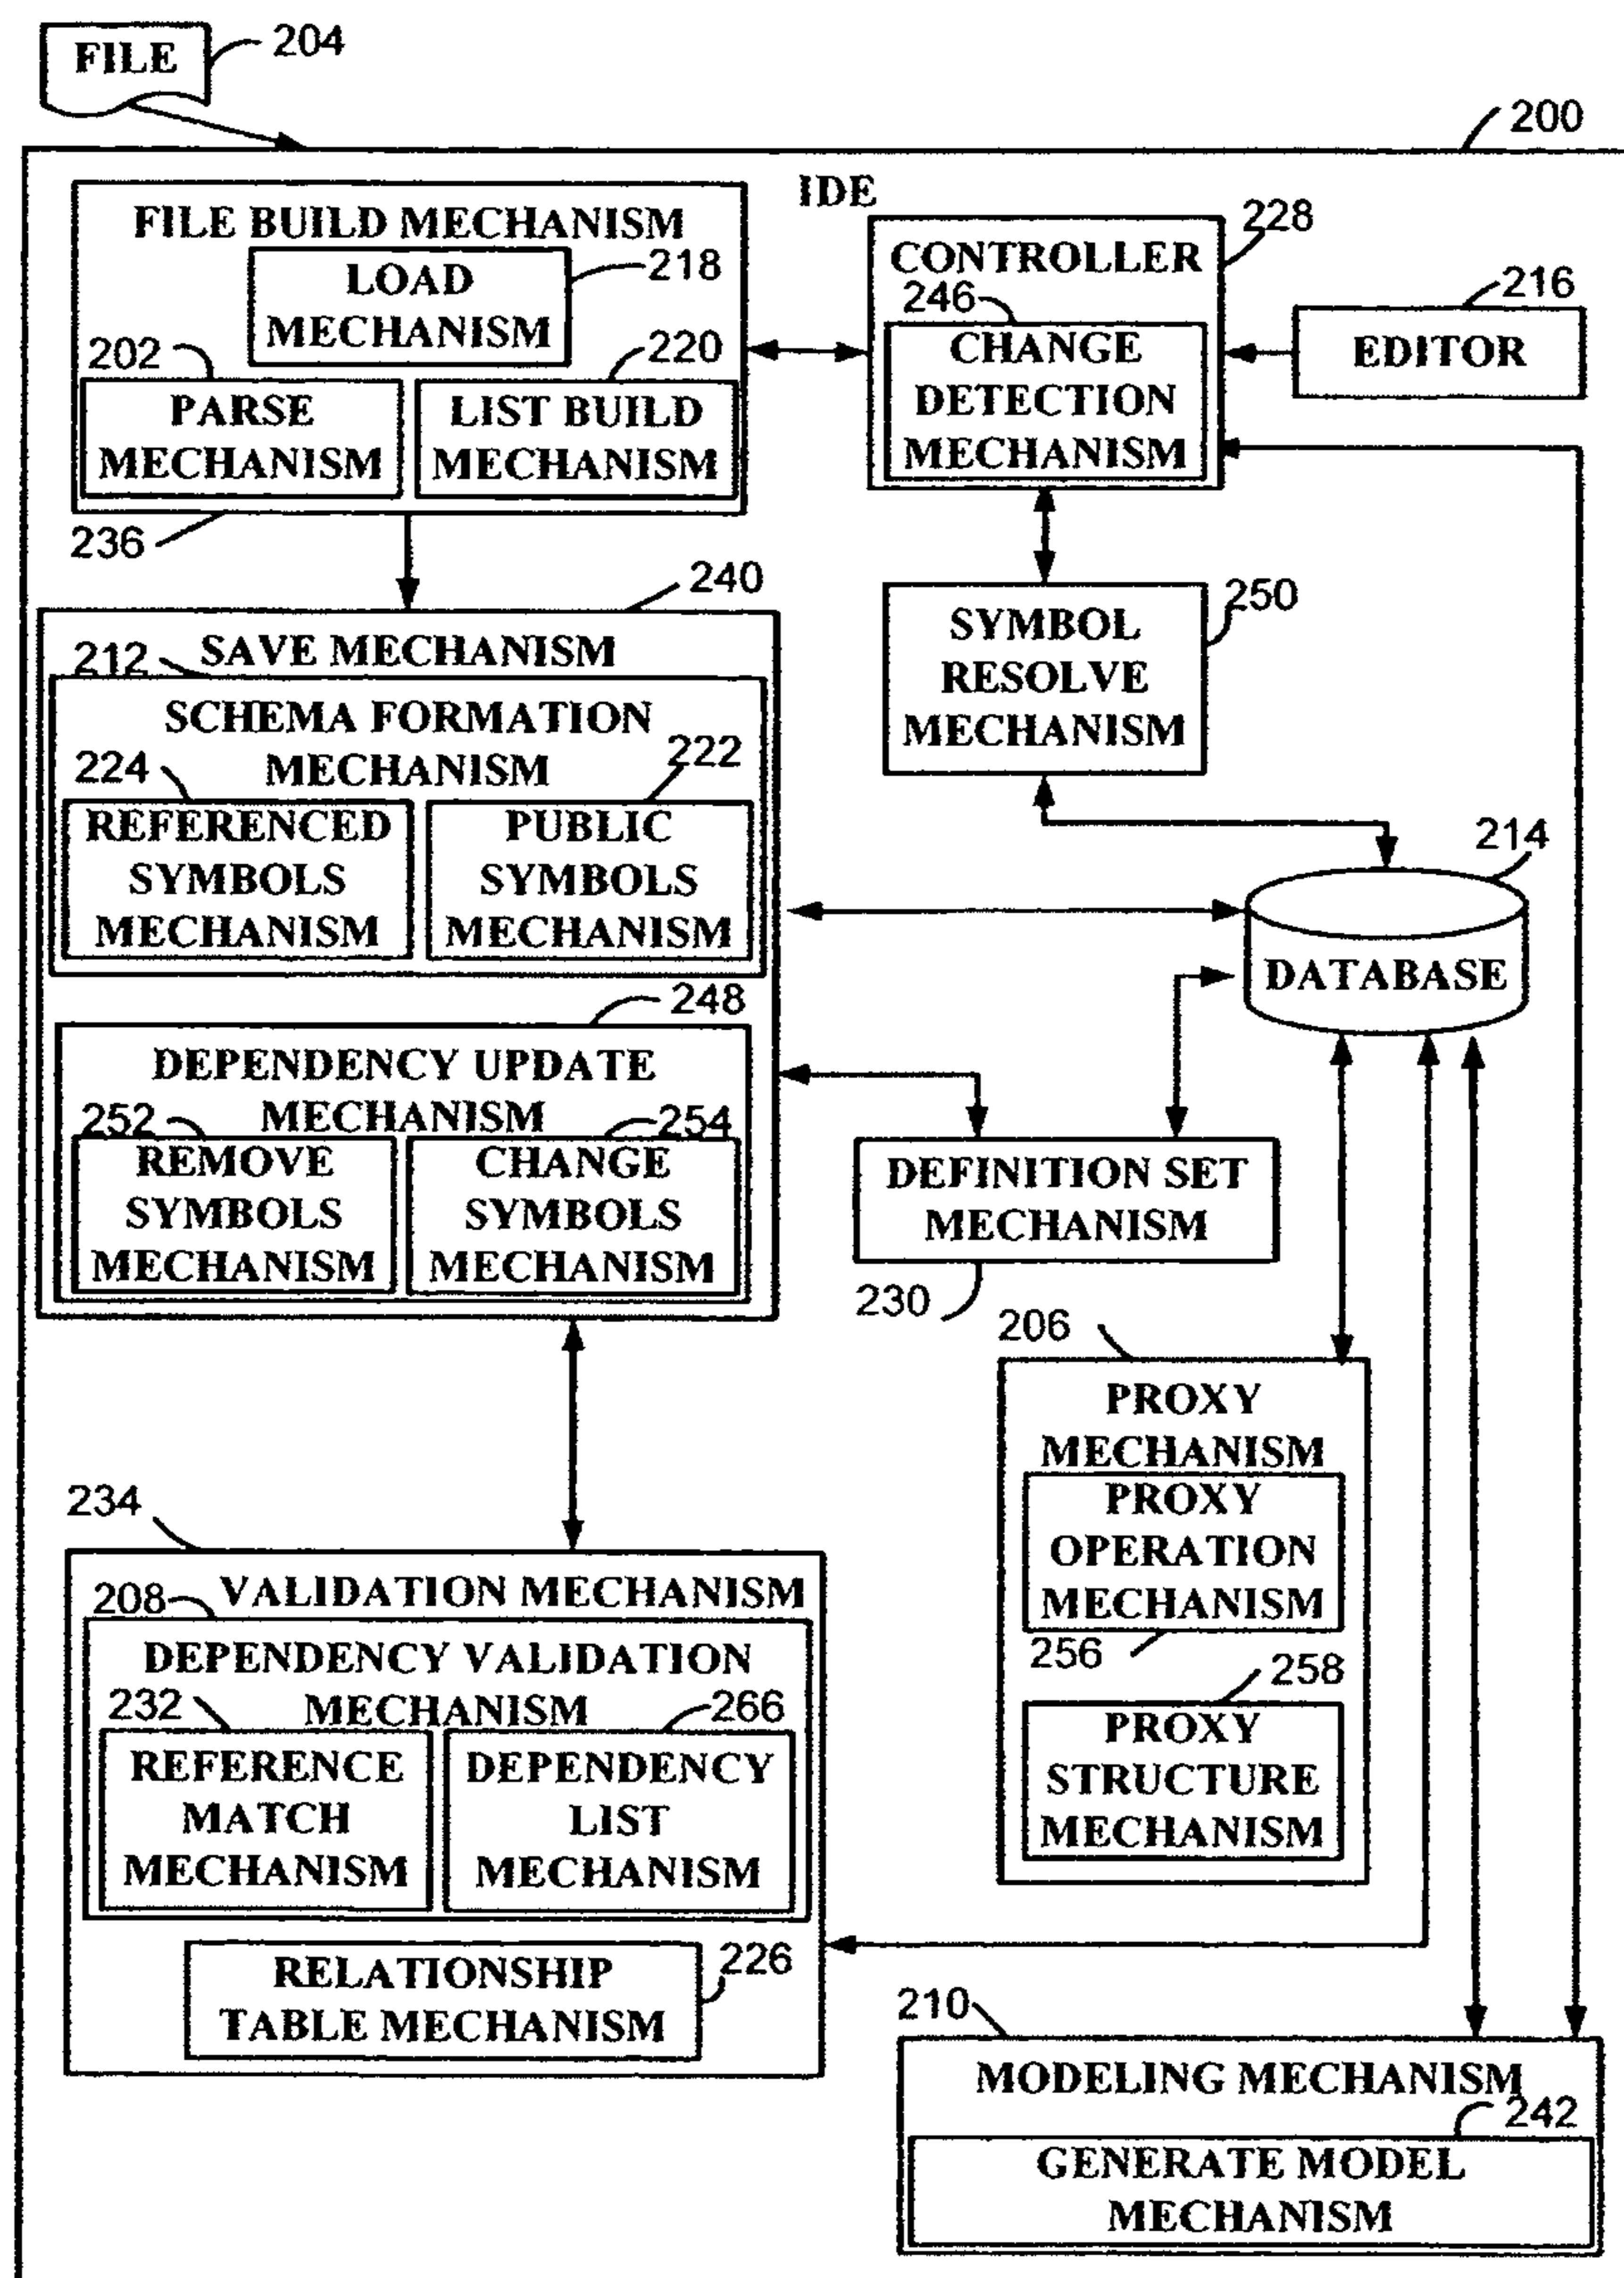 FILE
204
200
IDE
FILE BUILD MECHANISM
LOAD
MECHANISM
218
202
PARSE
MECHANISM
220
LIST BUILD
MECHANISM
236
CONTROLLER
228
246
CHANGE
DETECTION
MECHANISM
216
EDITOR
240
SAVE MECHANISM
212
SCHEMA FORMATION
MECHANISM
224
REFERENCED
SYMBOLS
MECHANISM
222
PUBLIC
SYMBOLS
MECHANISM
250
SYMBOL
RESOLVE
MECHANISM
214
DATABASE
248
DEPENDENCY UPDATE
MECHANISM
252
REMOVE
SYMBOLS
MECHANISM
254
CHANGE
SYMBOLS
MECHANISM
DEFINITION SET
MECHANISM
230
206
PROXY
MECHANISM
PROXY
OPERATION
MECHANISM
256
258
PROXY
STRUCTURE
MECHANISM
234
VALIDATION MECHANISM
208
DEPENDENCY VALIDATION
MECHANISM
232
REFERENCE
MATCH
MECHANISM
266
DEPENDENCY
LIST
MECHANISM
RELATIONSHIP
TABLE MECHANISM
226
210
MODELING MECHANISM
242
GENERATE MODEL
MECHANISM